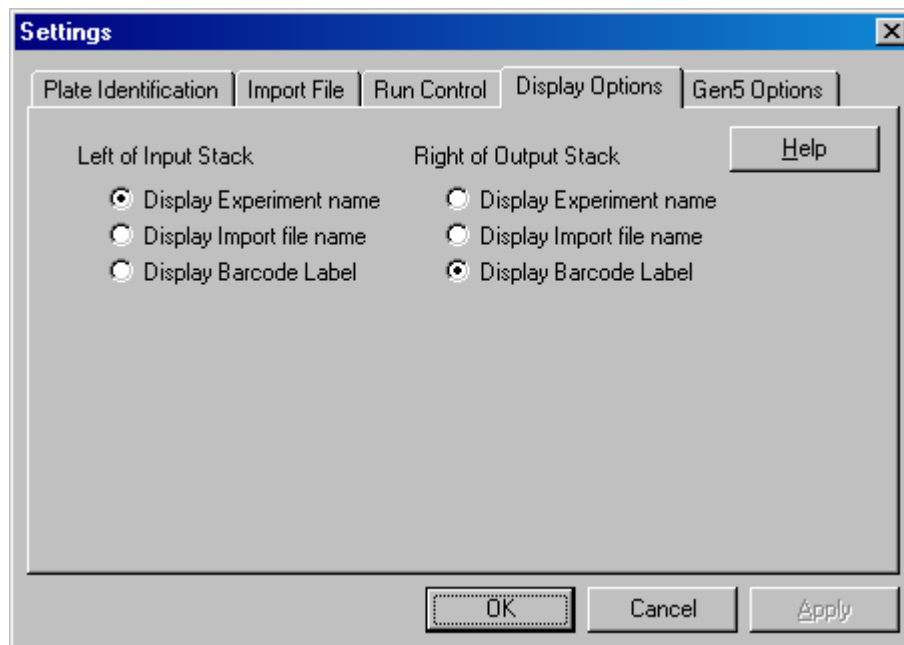 Settings
Plate Identification Import File Run Control Display Options Gen5 Options
Left of Input Stack Right of Output Stack Help
Display Experiment name Display Experiment name
Display Import file name Display Import file name
Display Barcode Label Display Barcode Label
OK Cancel Apply